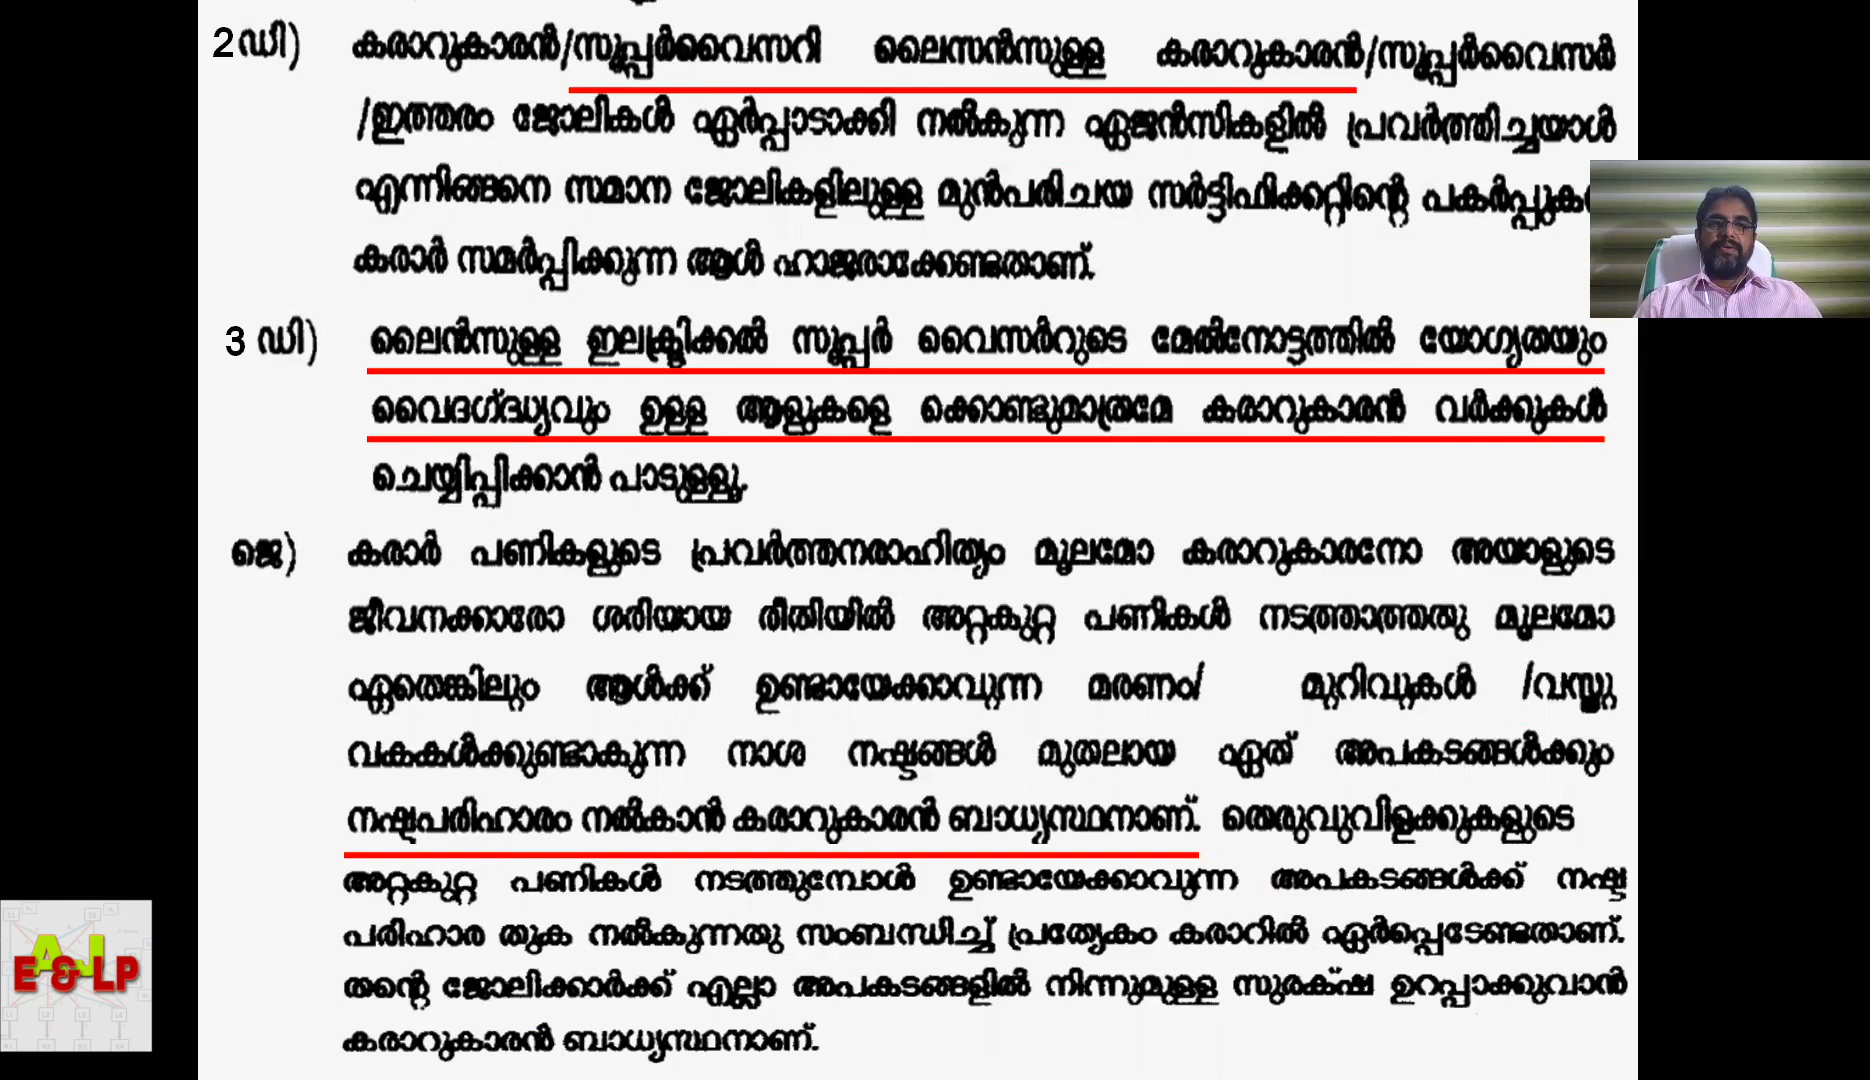 2ഡി) കരാറുകാരൻ/സൂപ്പർവൈസറി ലൈസൻസുള്ള കരാറുകാരൻ/സൂപ്പർവൈസർ
/ഇത്തരം ജോലികൾ ഏർപ്പാടാക്കി നൽകുന്ന ഏജൻസികളിൽ പ്രവർത്തിച്ചയാൾ
എന്നിങ്ങനെ സമാന ജോലികളിലുള്ള മുൻപരിചയ സർട്ടിഫിക്കറ്റിന്റെ
കരാർ സമർപ്പിക്കുന്ന ആൾ ഹാജരാക്കേണ്ടതാണ്.
3 ഡി) ലൈൻസുള്ള ഇലക്ട്രിക്കൽ സൂപ്പർ വൈസർറുടെ മേൽനോട്ടത്തിൽ യോഗ്യതയും
വൈദഗ്ദ്ധ്യവും ഉള്ള ആളുകളെ ക്കൊണ്ടുമാത്രമേ കരാറുകാരൻ വർക്കുകൾ
ചെയ്യിപ്പിക്കാൻ പാടുള്ളൂ.
ജെ) കരാർ പണികളുടെ പ്രവർത്തനരാഹിത്യം മൂലമോ കരാറുകാരനോ അയാളുടെ
ജീവനക്കാരോ ശരിയായ രീതിയിൽ അറ്റകുറ്റ പണികൾ നടത്താത്തതു മൂലമോ
ഏതെങ്കിലും ആൾക്ക് ഉണ്ടായേക്കാവുന്ന മരണം/ മുറിവുകൾ /വസ്തു
വകകൾക്കുണ്ടാകുന്ന നാശ നഷ്ടങ്ങൾ മുതലായ ഏത് അപകടങ്ങൾക്കും
നഷ്ടപരിഹാരം നൽകാൻ കരാറുകാരൻ ബാധ്യസ്ഥനാണ്. തെരുവുവിളക്കുകളുടെ
അറ്റകുറ്റ പണികൾ നടത്തുമ്പോൾ ഉണ്ടായേക്കാവുന്ന അപകടങ്ങൾക്ക് നഷ്ട
പരിഹാര തുക നൽകുന്നതു സംബന്ധിച്ച് പ്രത്യേകം കരാറിൽ ഏർപ്പെടേണ്ടതാണ്.
തന്റെ ജോലിക്കാർക്ക് എല്ലാ അപകടങ്ങളിൽ നിന്നുമുള്ള സുരക്ഷ ഉറപ്പാക്കുവാൻ
കരാറുകാരൻ ബാധ്യസ്ഥനാണ്.
AJ
E & LP